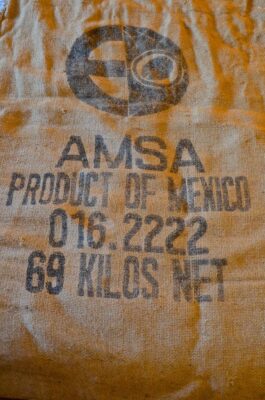 AMSA
PRODUCT OF MEXICO
016.2222
69 KILOS NET